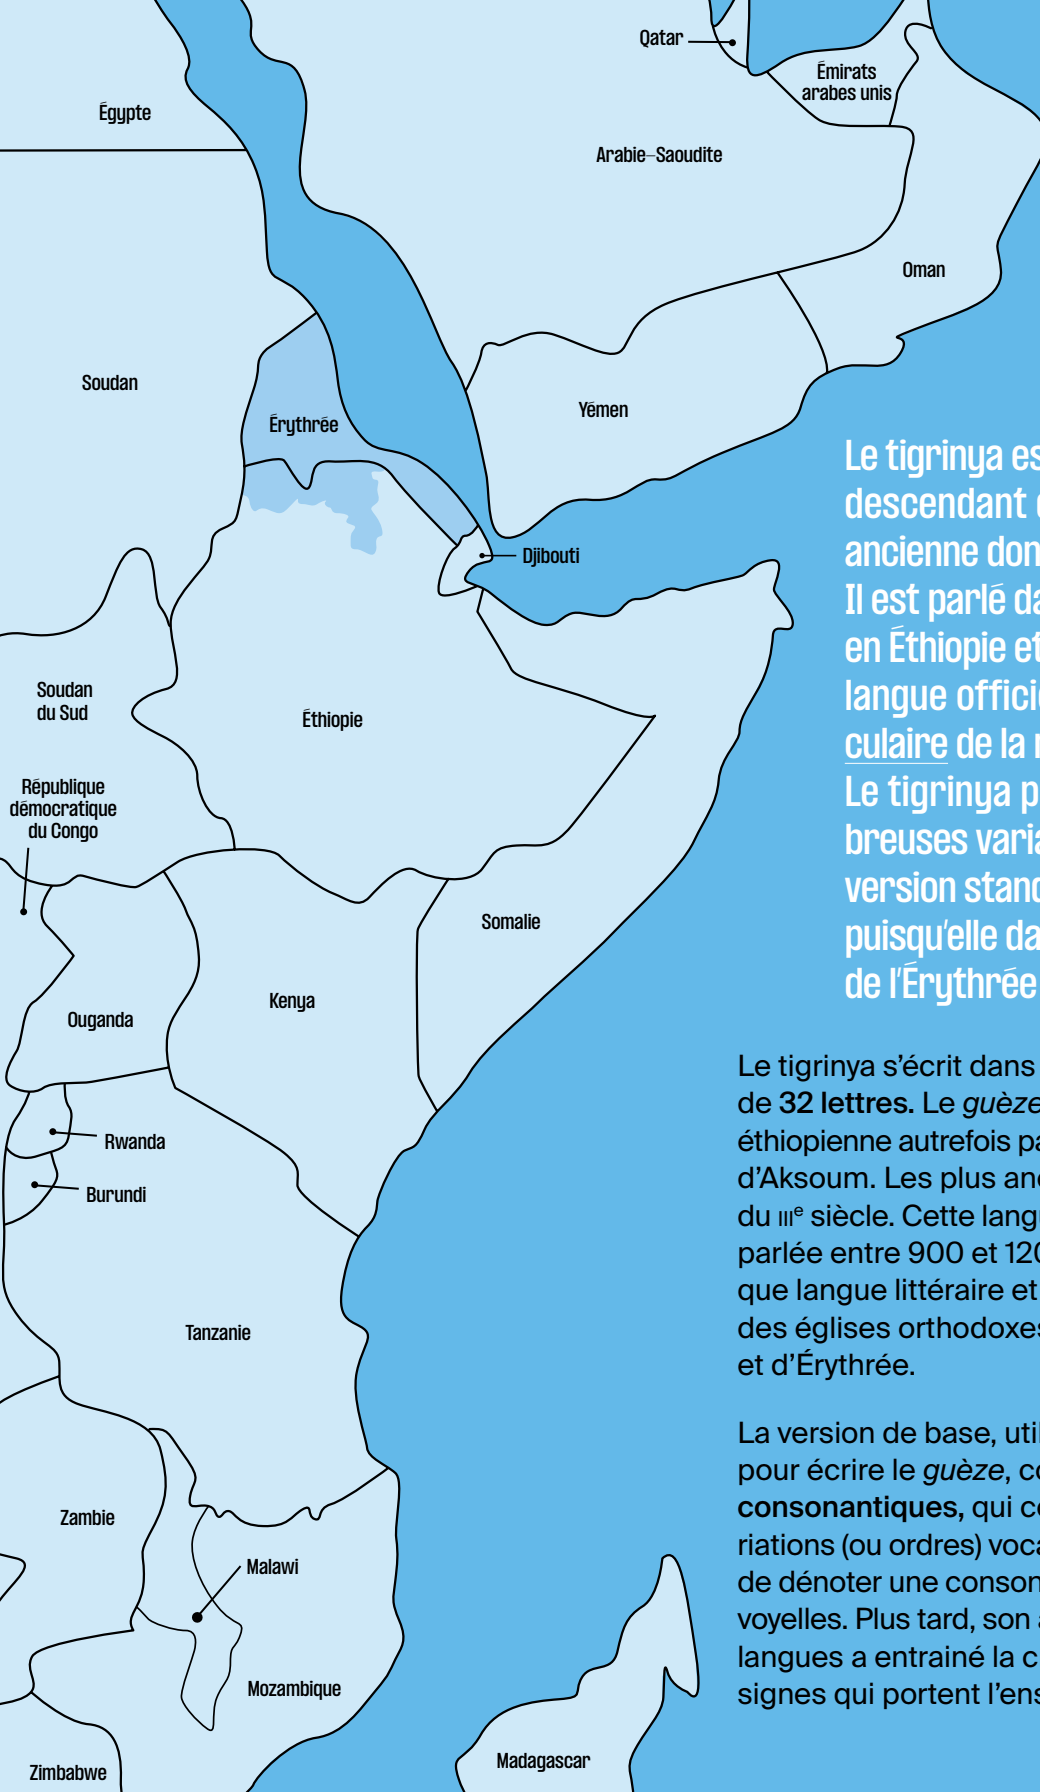 Qatar
Émirats
arabes unis
Égypte
Arabie-Saoudite
Oman
Soudan
Yémen
Érythrée
Djibouti
Soudan
du Sud
Éthiopie
République
démocratique
du Congo
Somalie
Kenya
Ouganda
Rwanda
Burundi
Tanzanie
Zambie
Malawi
Mozambique
Zimbabwe
Madagascar
Le tigrinya es
descendant
ancienne don
Il est parlé da
en Éthiopie et
langue offici
culaire de la
Le tigrinya p
breuses varia
version stand
puisqu'elle da
de l'Érythrée
Le tigrinya s’écrit dans
de 32 lettres. Le guèze
éthiopienne autrefois pa
d’Aksoum. Les plus anc
du IIIe siècle. Cette langu
parlée entre 900 et 120
que langue littéraire et
des églises orthodoxes
et d’Érythrée.
La version de base, util
pour écrire le guèze, co
consonantiques, qui co
riations (ou ordres) voca
de dénoter une conson
voyelles. Plus tard, son a
langues a entrainé la c
signes qui portent l’ens